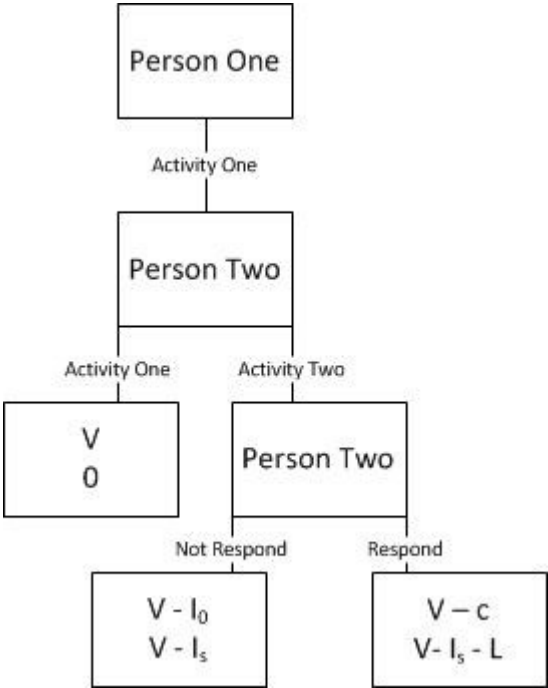 Person One
Activity One
Person Two
Activity One
Activity Two
V
0
Person Two
Not Respond
Respond
V - I₀
V - Iₛ
V – c
V- Iₛ - L